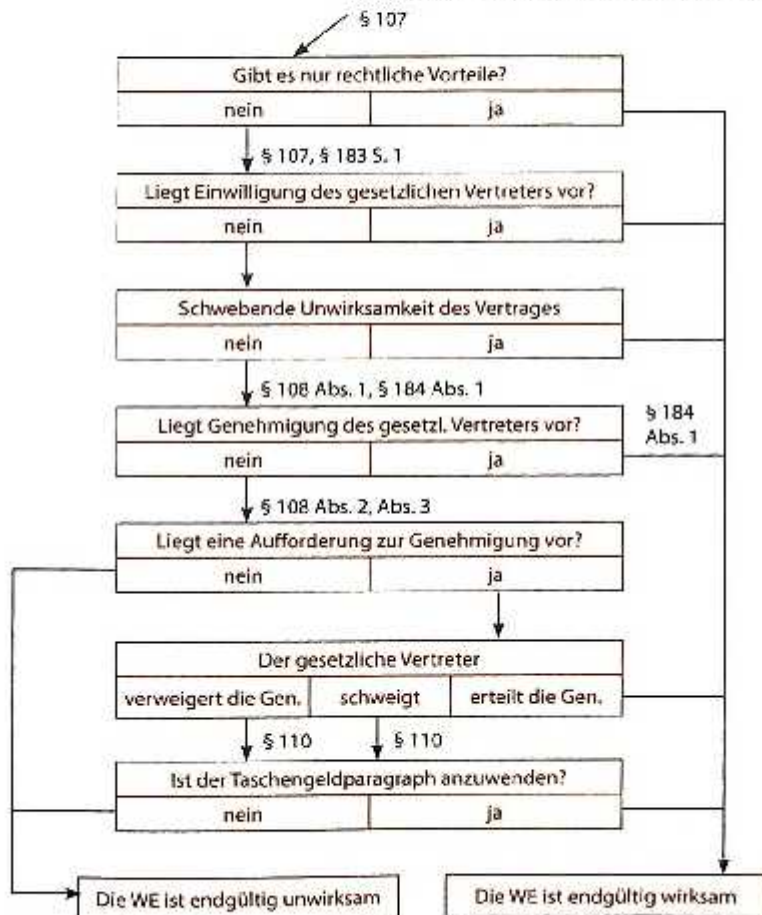 § 107
Gibt es nur rechtliche Vorteile?
nein ja
§ 107, § 183 S. 1
Liegt Einwilligung des gesetzlichen Vertreters vor?
nein ja
Schwebende Unwirksamkeit des Vertrages
nein ja
§ 108 Abs. 1, § 184 Abs. 1
Liegt Genehmigung des gesetzl. Vertreters vor?
nein ja
§ 184
Abs. 1
§ 108 Abs. 2, Abs. 3
Liegt eine Aufforderung zur Genehmigung vor?
nein ja
Der gesetzliche Vertreter
verweigert die Gen. schweigt erteilt die Gen.
§ 110 § 110
Ist der Taschengeldparagraph anzuwenden?
nein ja
Die WE ist endgültig unwirksam Die WE ist endgültig wirksam